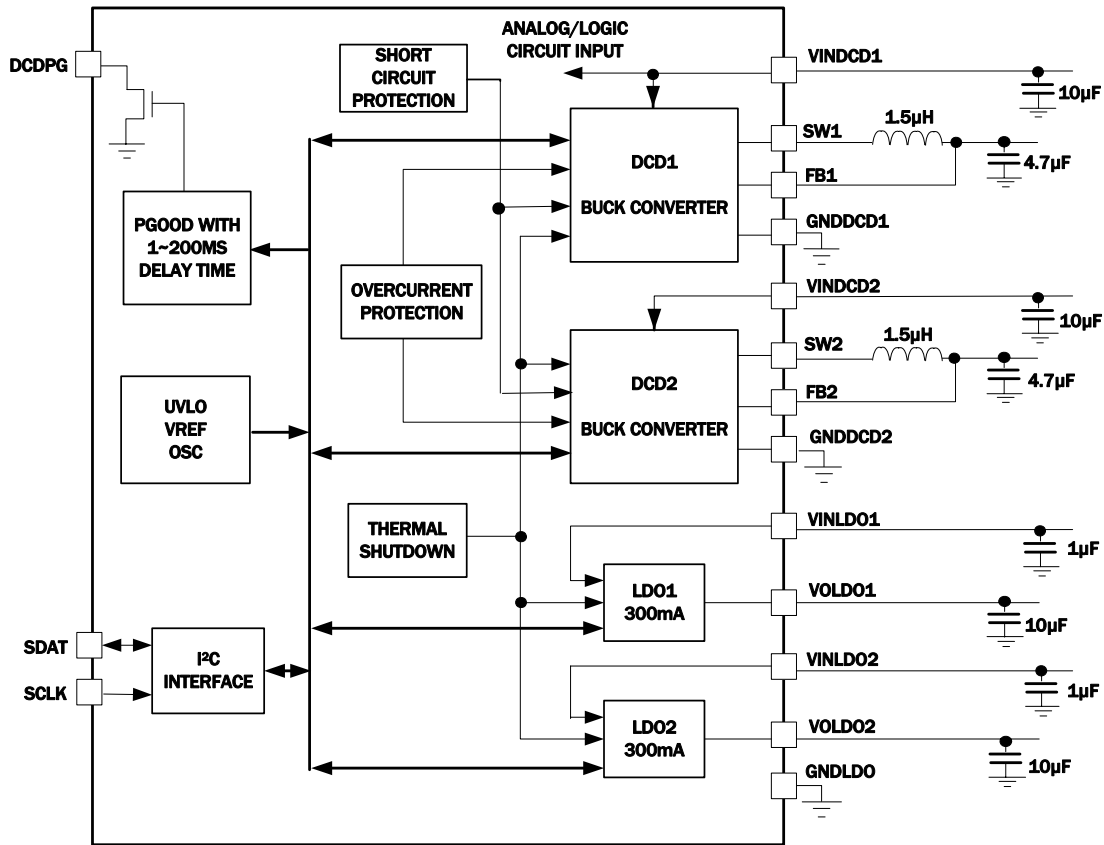 ANALOG/LOGIC
CIRCUIT INPUT
DCDPG
SHORT
CIRCUIT
PROTECTION
VINDCD1
10µF
SW1
1.5µH
4.7µF
DCD1
BUCK CONVERTER
FB1
GNDDCD1
PGOOD WITH
1~200MS
DELAY TIME
OVERCURRENT
PROTECTION
VINDCD2
10µF
SW2
1.5µH
4.7µF
DCD2
BUCK CONVERTER
FB2
GNDDCD2
UVLO
VREF
OSC
THERMAL
SHUTDOWN
VINLDO1
1µF
LDO1
300mA
VOLDO1
10µF
SDAT
SCLK
I²C
INTERFACE
VINLDO2
1µF
LDO2
300mA
VOLDO2
10µF
GNDLDO